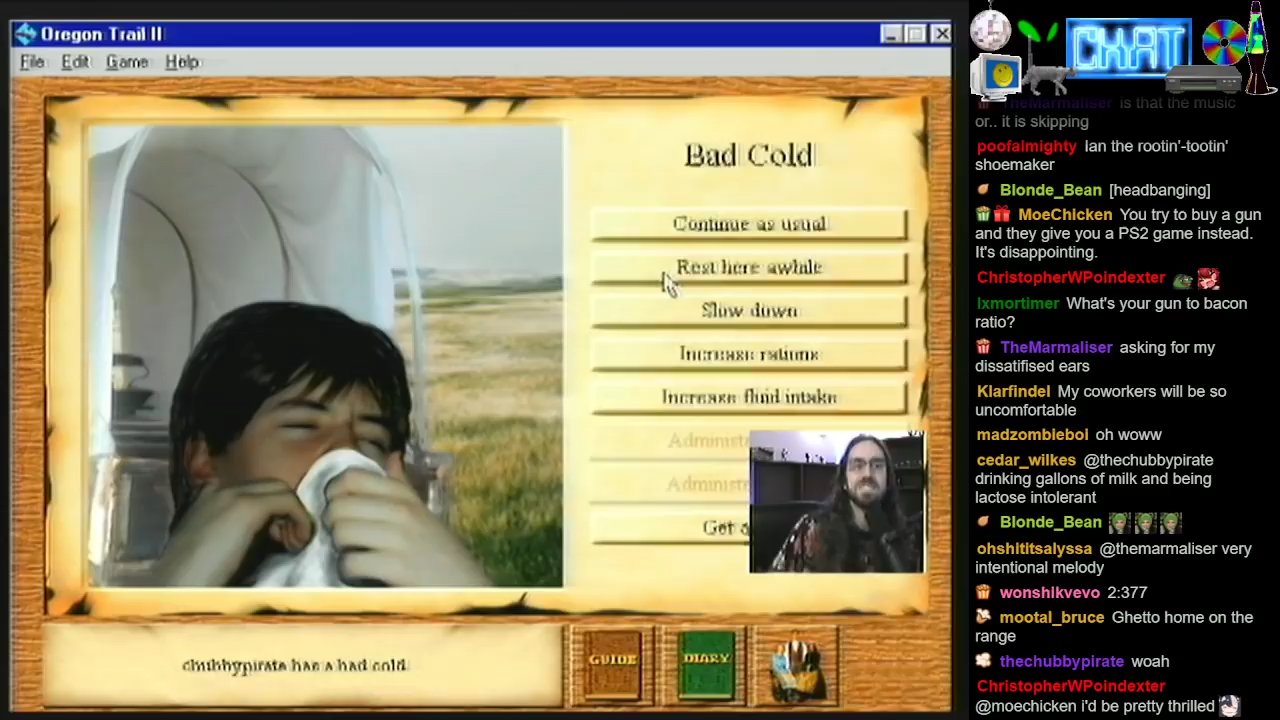 Oregon Trail II
File Edit Game Help
Bad Cold
Continue as usual
Rest here awhile
Slow down
Increase rations
Increase fluid intake
chubbypirate has a bad cold.
GUIDE
DIARY
CHAT
TheMarmaliser is that the music
or.. it is skipping
poofalmighty Ian the rootin'-tootin'
shoemaker
Blonde_Bean [headbanging]
MoeChicken You try to buy a gun
and they give you a PS2 game instead.
It's disappointing.
ChristopherWPoindexter
lxmortimer What's your gun to bacon
ratio?
TheMarmaliser asking for my
dissatified ears
Klarfindel My coworkers will be so
uncomfortable
madzombiebol oh woww
cedar_wilkes @thechubbypirate
drinking gallons of milk and being
lactose intolerant
Blonde_Bean
ohshititsalyssa @themarmaliser very
intentional melody
wonshikvevo 2:377
mootal_bruce Ghetto home on the
range
thechubbypirate woah
ChristopherWPoindexter
@moechicken i'd be pretty thrilled